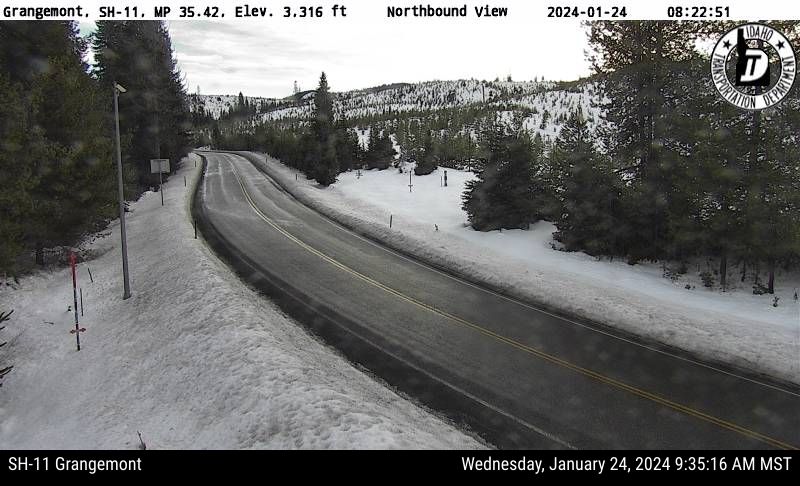 Grangemont, SH-11, MP 35.42, Elev. 3,316 ft Northbound View 2024-01-24 08:22:51
IDAHO
TRANSPORTATION DEPARTMENT
SH-11 Grangemont Wednesday, January 24, 2024 9:35:16 AM MST